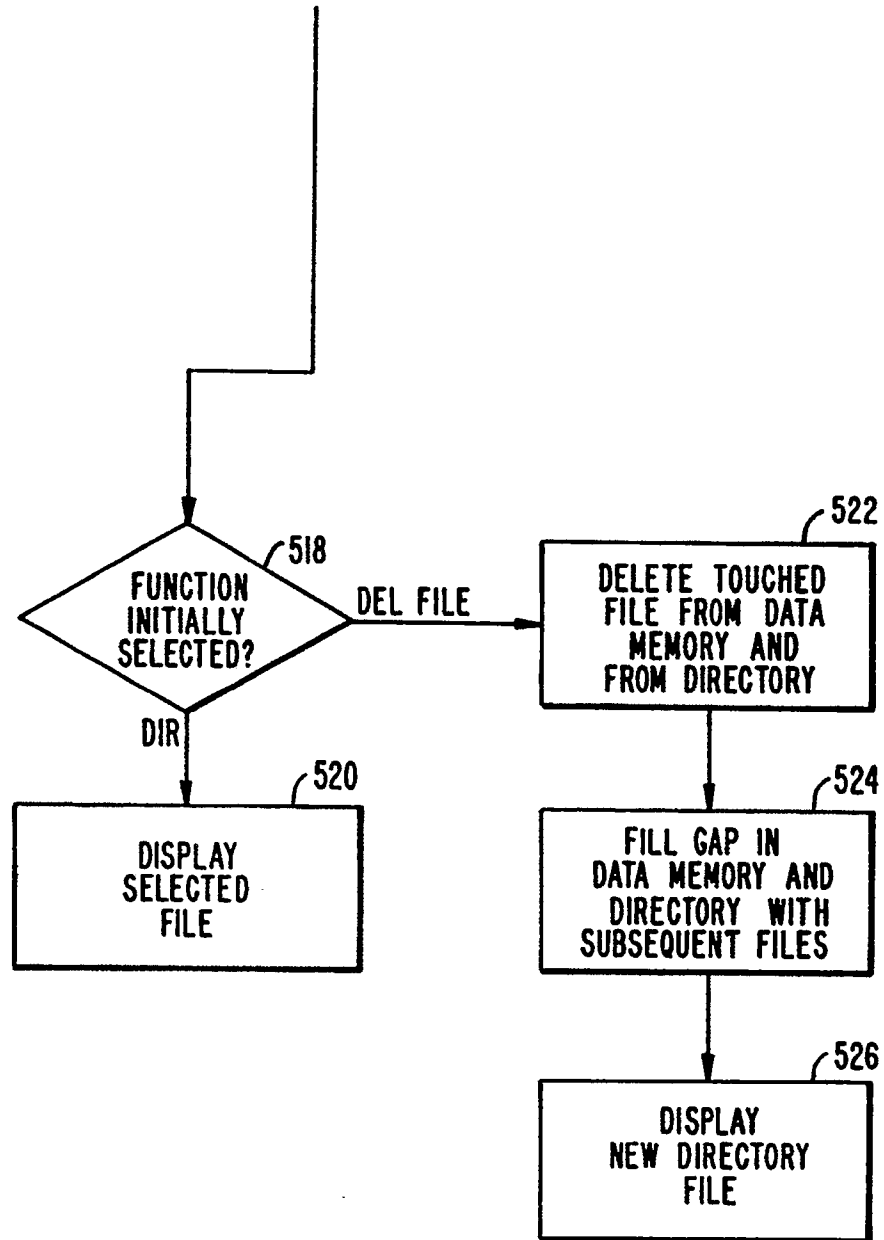 518
FUNCTION
INITIALLY
SELECTED?
DEL FILE
522
DELETE TOUCHED
FILE FROM DATA
MEMORY AND
FROM DIRECTORY
DIR
520
DISPLAY
SELECTED
FILE
524
FILL GAP IN
DATA MEMORY AND
DIRECTORY WITH
SUBSEQUENT FILES
526
DISPLAY
NEW DIRECTORY
FILE